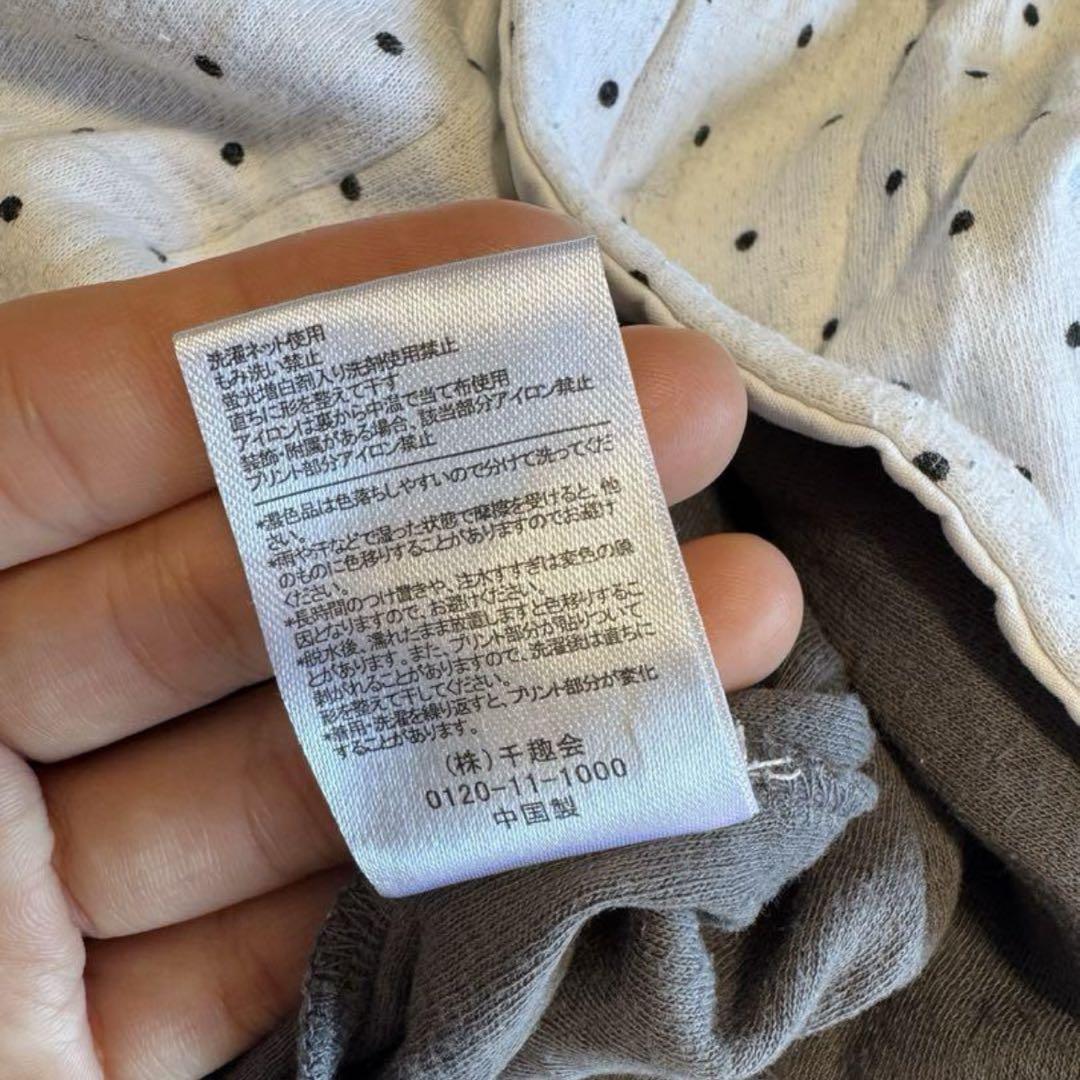 洗濯ネット使用
もみ洗い禁止
蛍光増白剤入り洗剤使用禁止
直ちに形を整えて干す
アイロンは裏から中温で当て布使用
装飾・附属がある場合、該当部分アイロン禁止
プリント部分アイロン禁止
*濃色品は色落ちしやすいので分けて洗ってくだ
さい。
*雨や汗などで湿った状態で摩擦を受けると、他
のものに色移りすることがありますのでお避け
ください。
*長時間のつけ置きや、注水すすぎは変色の原
因となりますので、お避けください。
*脱水後、濡れたまま放置しますと色移りするこ
とがあります。また、プリント部分が貼りついて
剥がれることがありますので、洗濯後は直ちに
形を整えて干してください。
*着用・洗濯を繰り返すと、プリント部分が変化
することがあります。
(株)千趣会
0120-11-1000
中国製